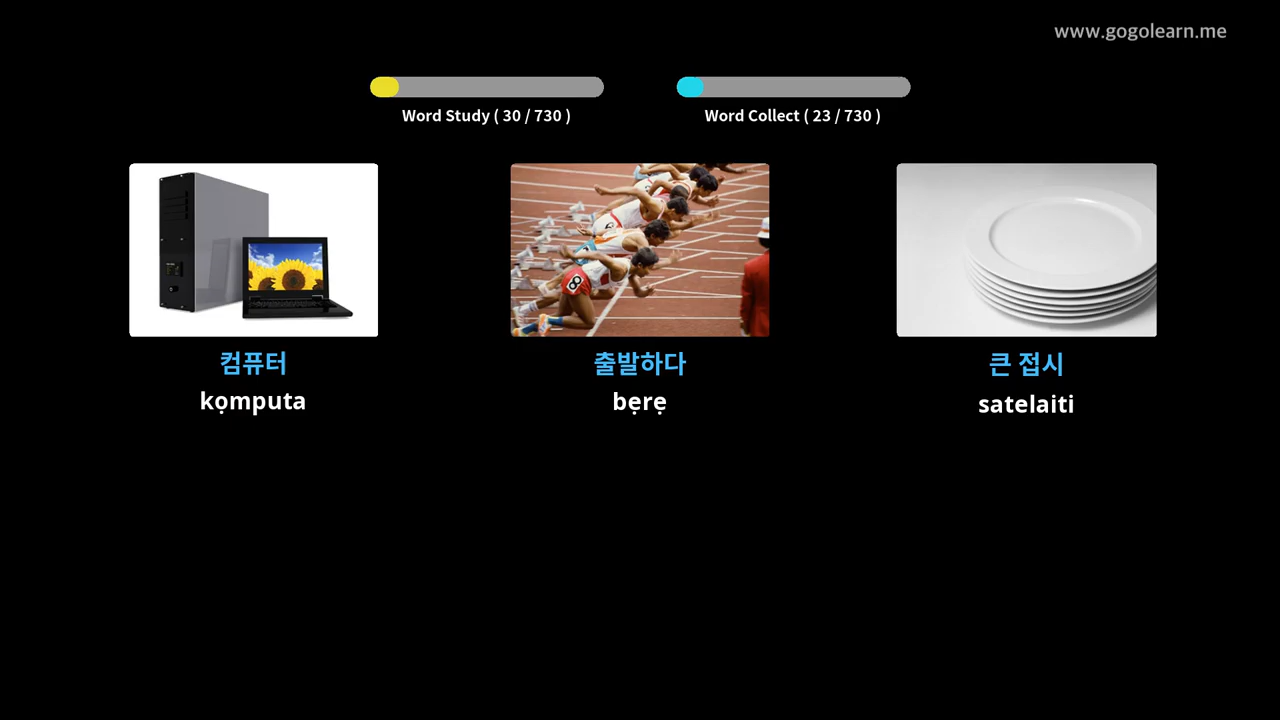 www.gogolearn.me
Word Study ( 30 / 730 )
Word Collect ( 23 / 730 )
컴퓨터
kọmputa
출발하다
bẹrẹ
큰 접시
satelaiti